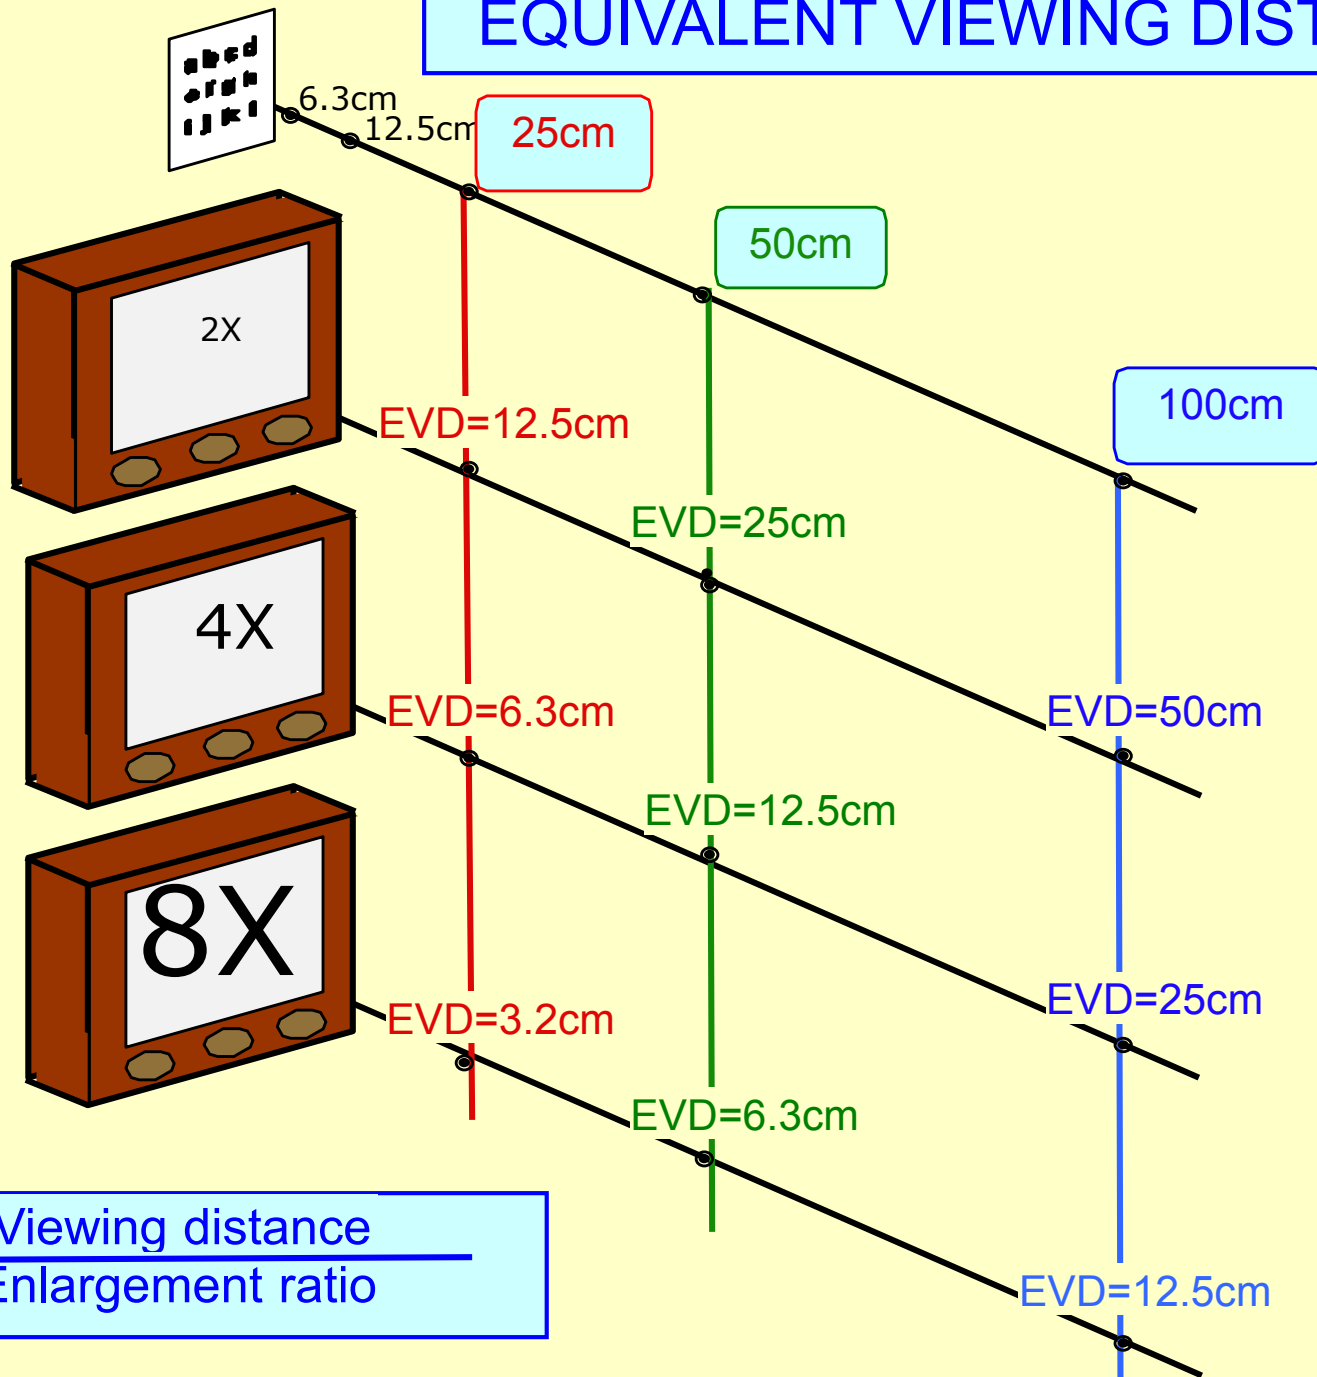 EQUIVALENT VIEWING DIST
a b c d
e f g h
i j k l
6.3cm
12.5cm
25cm
50cm
100cm
2X
EVD=12.5cm
EVD=25cm
EVD=50cm
4X
EVD=6.3cm
EVD=12.5cm
EVD=25cm
8X
EVD=3.2cm
EVD=6.3cm
EVD=12.5cm
Viewing distance
Enlargement ratio